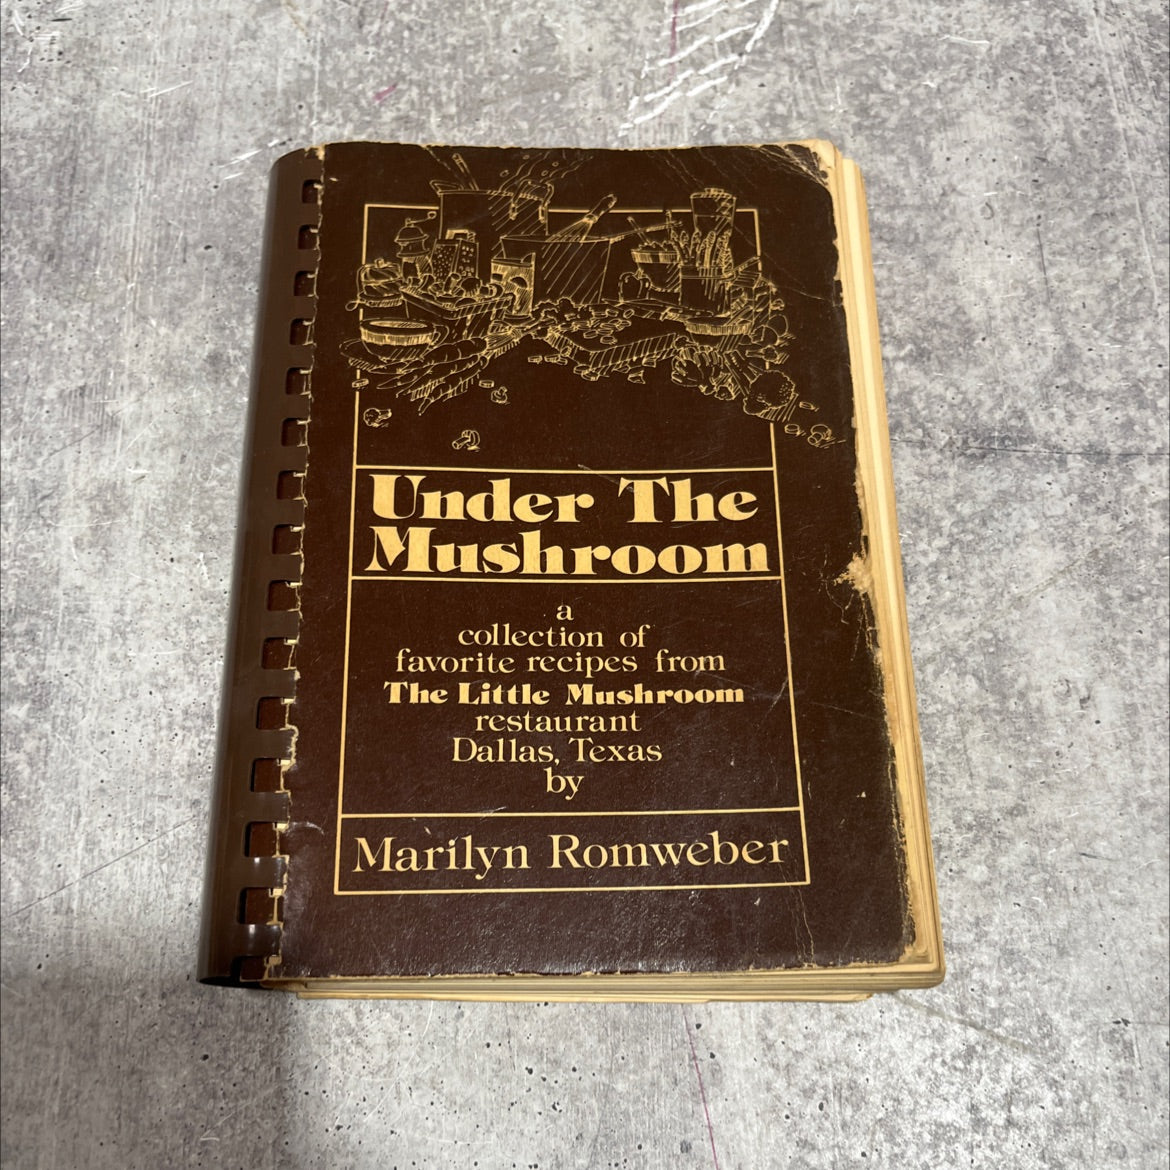 Under The
Mushroom
a
collection of
favorite recipes from
The Little Mushroom
restaurant
Dallas, Texas
by
Marilyn Romweber